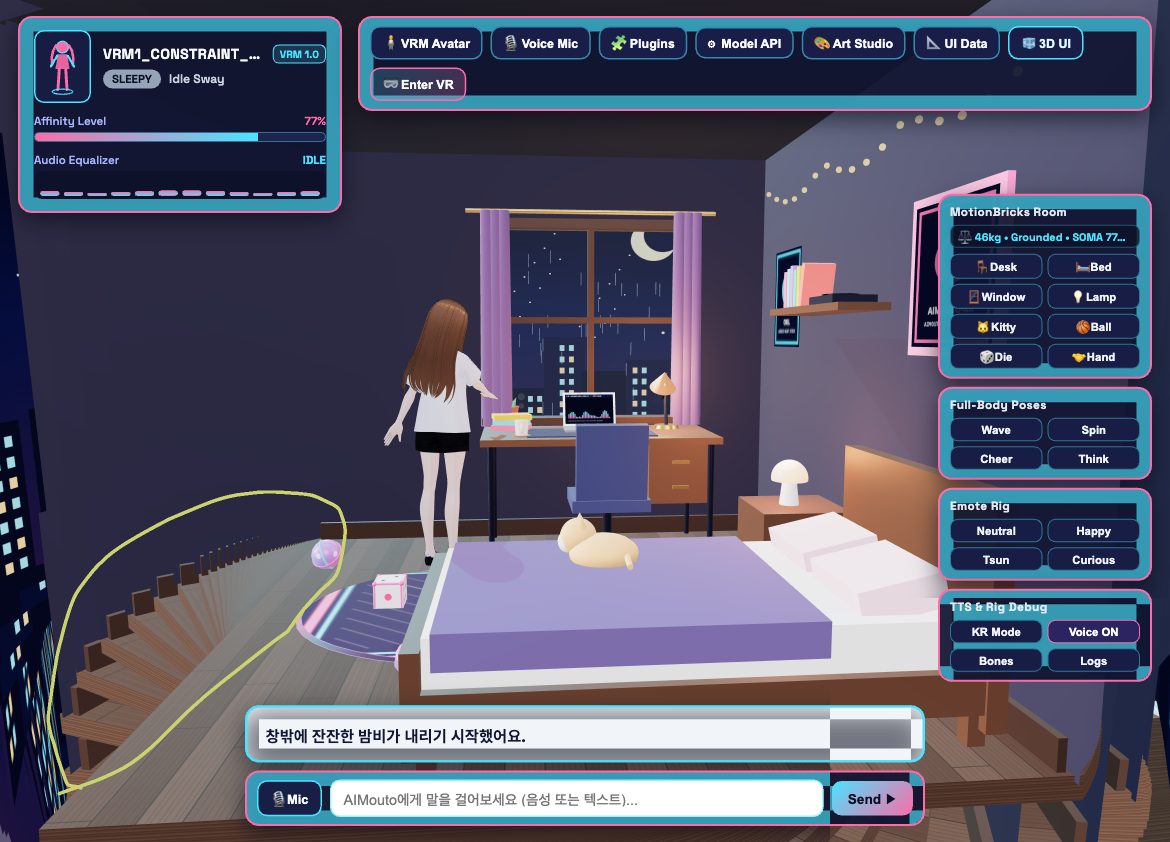 VRM1_CONSTRAINT_...
VRM 1.0
SLEEPY
Idle Sway
Affinity Level
77%
Audio Equalizer
IDLE
VRM Avatar
Voice Mic
Plugins
Model API
Art Studio
UI Data
3D UI
Enter VR
MotionBricks Room
46kg • Grounded • SOMA 77...
Desk
Bed
Window
Lamp
Kitty
Ball
Die
Hand
Full-Body Poses
Wave
Spin
Cheer
Think
Emote Rig
Neutral
Happy
Tsun
Curious
TTS & Rig Debug
KR Mode
Voice ON
Bones
Logs
창밖에 잔잔한 밤비가 내리기 시작했어요.
Mic
AIMouto에게 말을 걸어보세요 (음성 또는 텍스트)...
Send ▶